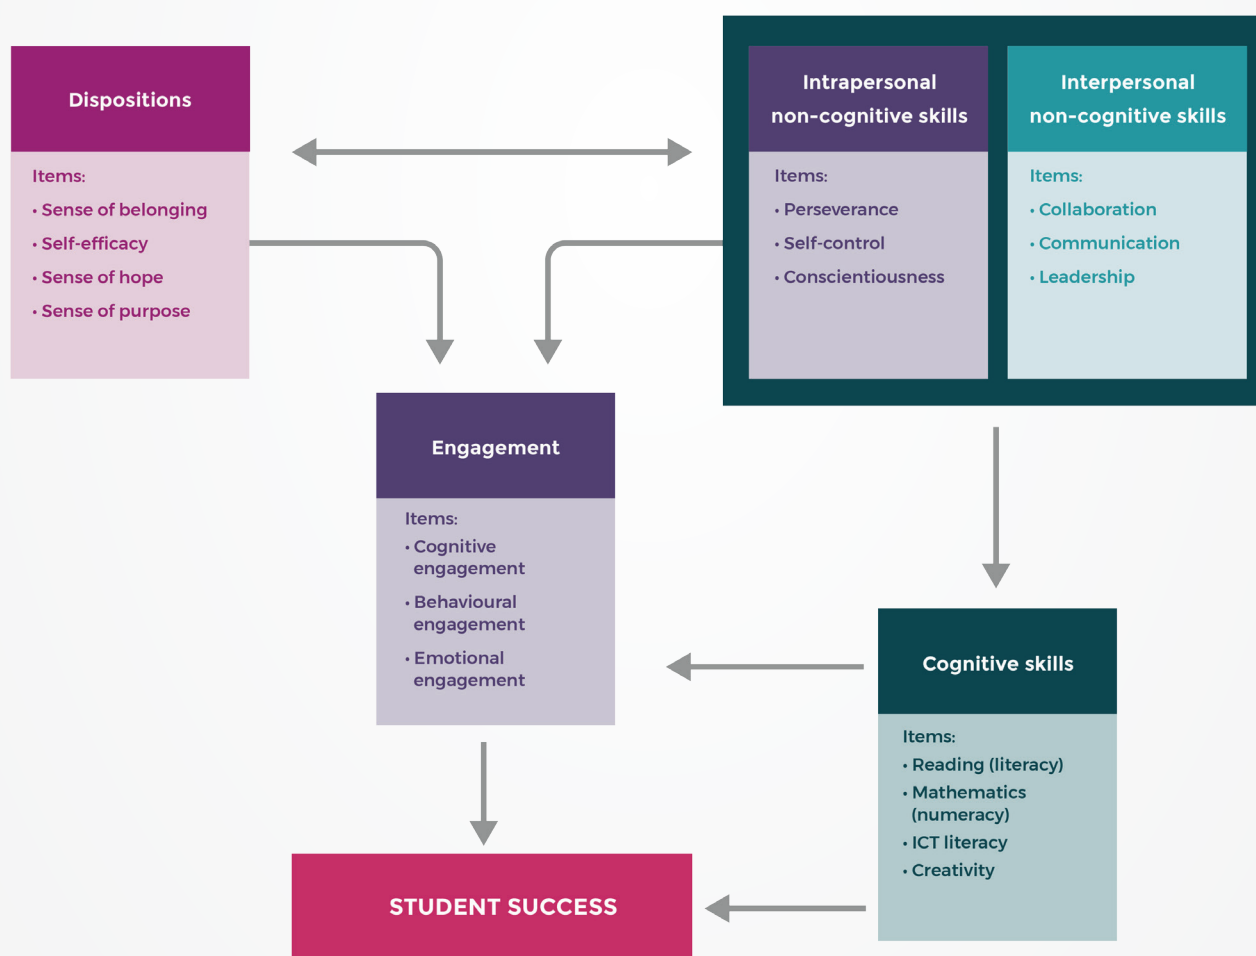 Dispositions
Items:
• Sense of belonging
• Self-efficacy
• Sense of hope
• Sense of purpose
Intrapersonal
non-cognitive skills
Items:
• Perseverance
• Self-control
• Conscientiousness
Interpersonal
non-cognitive skills
Items:
• Collaboration
• Communication
• Leadership
Engagement
Items:
• Cognitive
engagement
• Behavioural
engagement
• Emotional
engagement
Cognitive skills
Items:
• Reading (literacy)
• Mathematics
(numeracy)
• ICT literacy
• Creativity
STUDENT SUCCESS